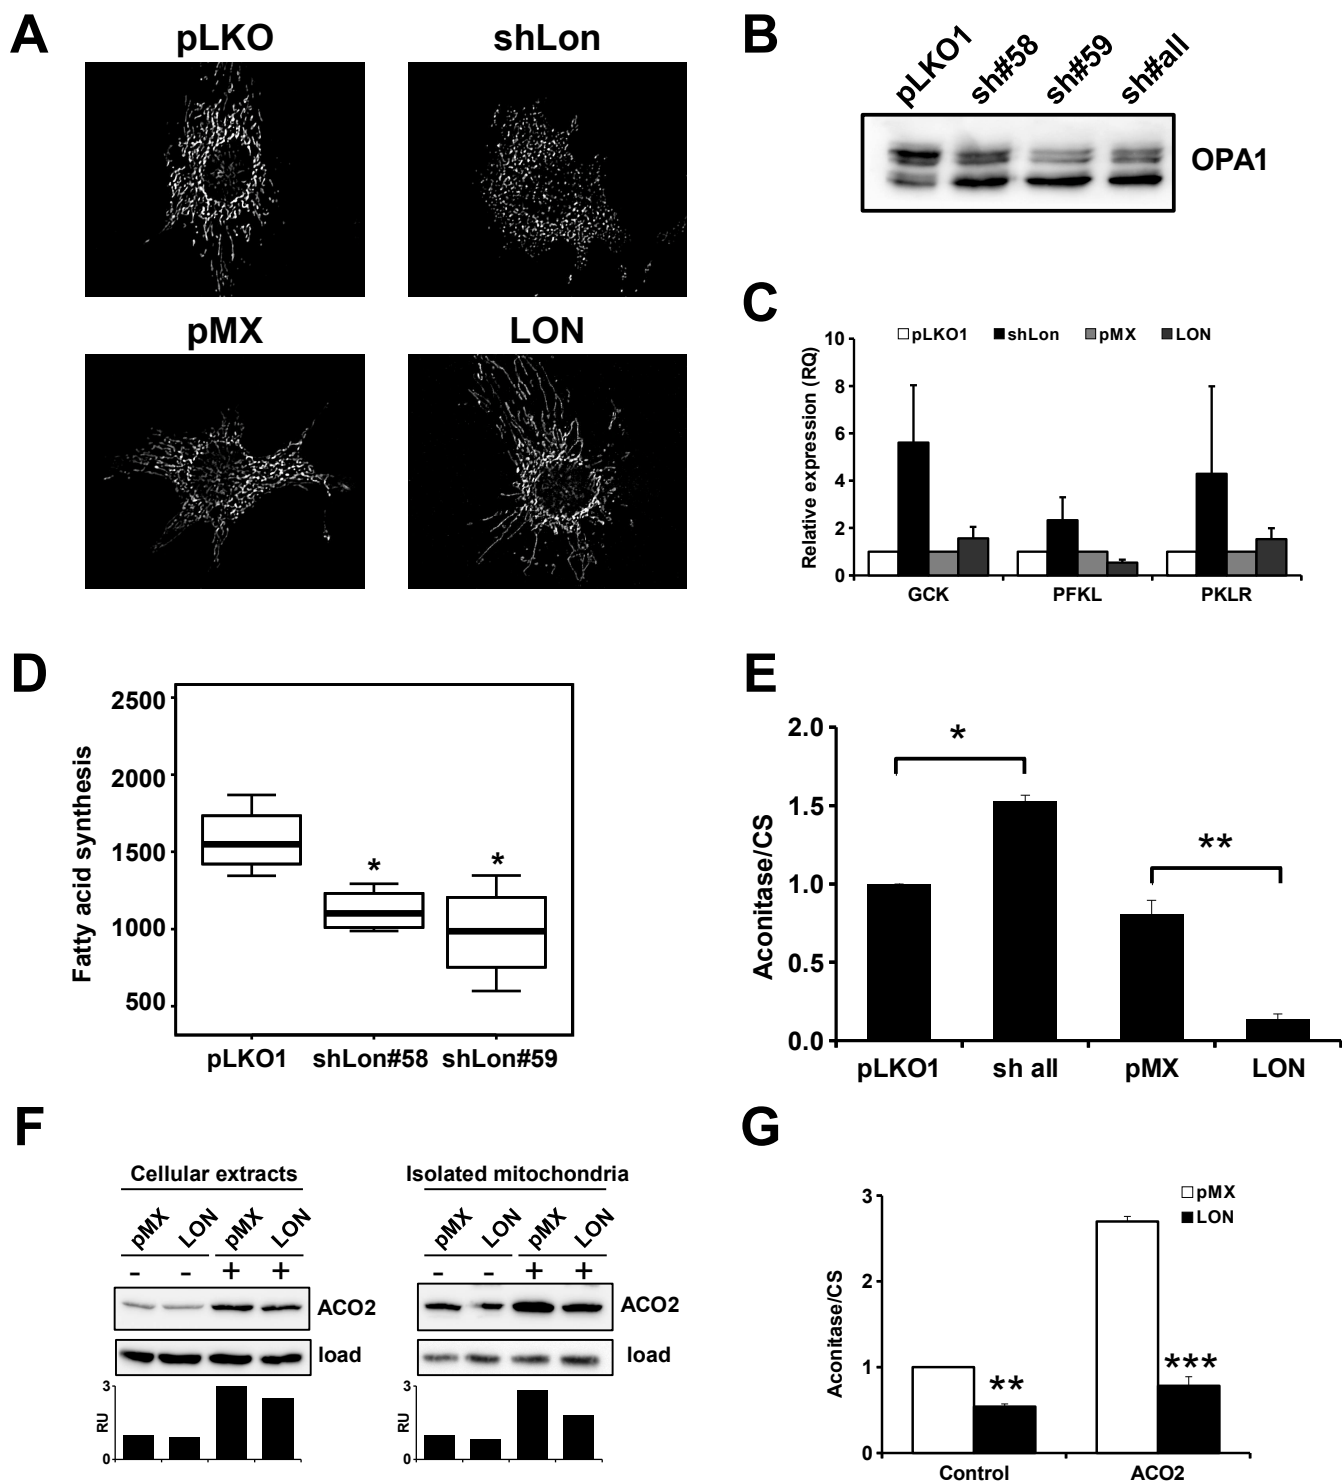 A
pLKO
shLon
pMX
LON
B
pLKO1
sh#58
sh#59
sh#all
OPA1
C
pLKO1
shLon
pMX
LON
Relative expression (RQ)
10
8
6
4
2
0
GCK
PFKL
PKLR
D
Fatty acid synthesis
2500
2000
1500
1000
500
*
*
pLKO1
shLon#58
shLon#59
E
Aconitase/CS
2.0
1.5
1.0
0.5
0.0
*
**
pLKO1
sh all
pMX
LON
F
Cellular extracts
pMX
LON
pMX
LON
- - + +
ACO2
load
RU
3
0
Isolated mitochondria
pMX
LON
pMX
LON
- - + +
ACO2
load
RU
3
0
G
pMX
LON
Aconitase/CS
3
2
1
0
**
***
Control
ACO2